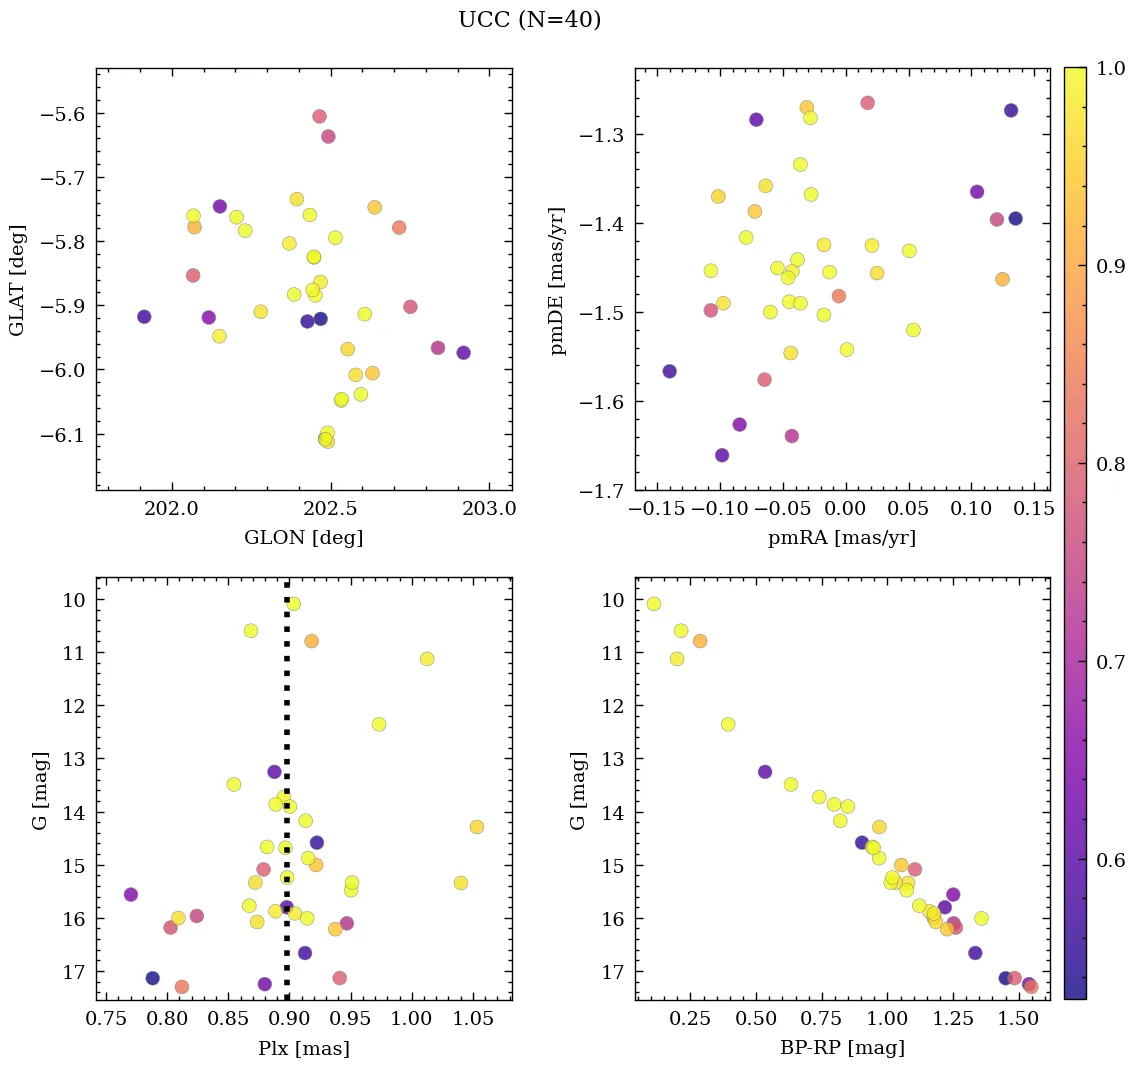 UCC (N=40)
−5.6
−5.7
−5.8
−5.9
−6.0
−6.1
GLAT [deg]
202.0 202.5 203.0
GLON [deg]
−1.3
−1.4
−1.5
−1.6
−1.7
pmDE [mas/yr]
−0.15 −0.10 −0.05 0.00 0.05 0.10 0.15
pmRA [mas/yr]
10
11
12
13
14
15
16
17
G [mag]
0.75 0.80 0.85 0.90 0.95 1.00 1.05
Plx [mas]
10
11
12
13
14
15
16
17
G [mag]
0.25 0.50 0.75 1.00 1.25 1.50
BP-RP [mag]
1.0
0.9
0.8
0.7
0.6